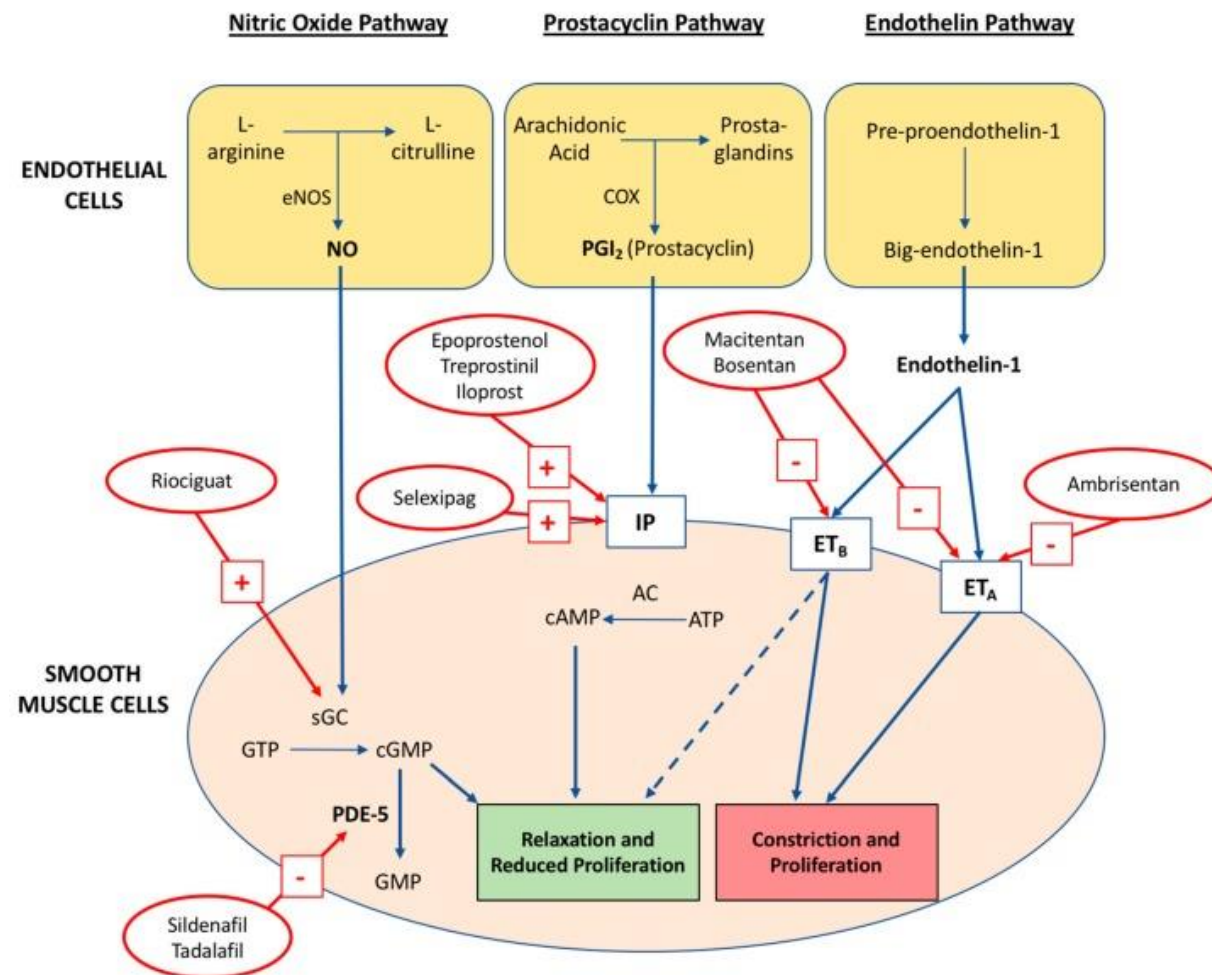 Nitric Oxide Pathway
Prostacyclin Pathway
Endothelin Pathway
ENDOTHELIAL
CELLS
L-
arginine
L-
citrulline
eNOS
NO
Arachidonic
Acid
Prosta-
glandins
COX
PGI₂ (Prostacyclin)
Pre-proendothelin-1
Big-endothelin-1
Endothelin-1
Epoprostenol
Treprostinil
Iloprost
+
Macitentan
Bosentan
-
-
Riociguat
+
Selexipag
+
Ambrisentan
-
IP
ET_B
ET_A
SMOOTH
MUSCLE CELLS
AC
cAMP
ATP
sGC
GTP
cGMP
PDE-5
GMP
-
Sildenafil
Tadalafil
Relaxation and
Reduced Proliferation
Constriction and
Proliferation